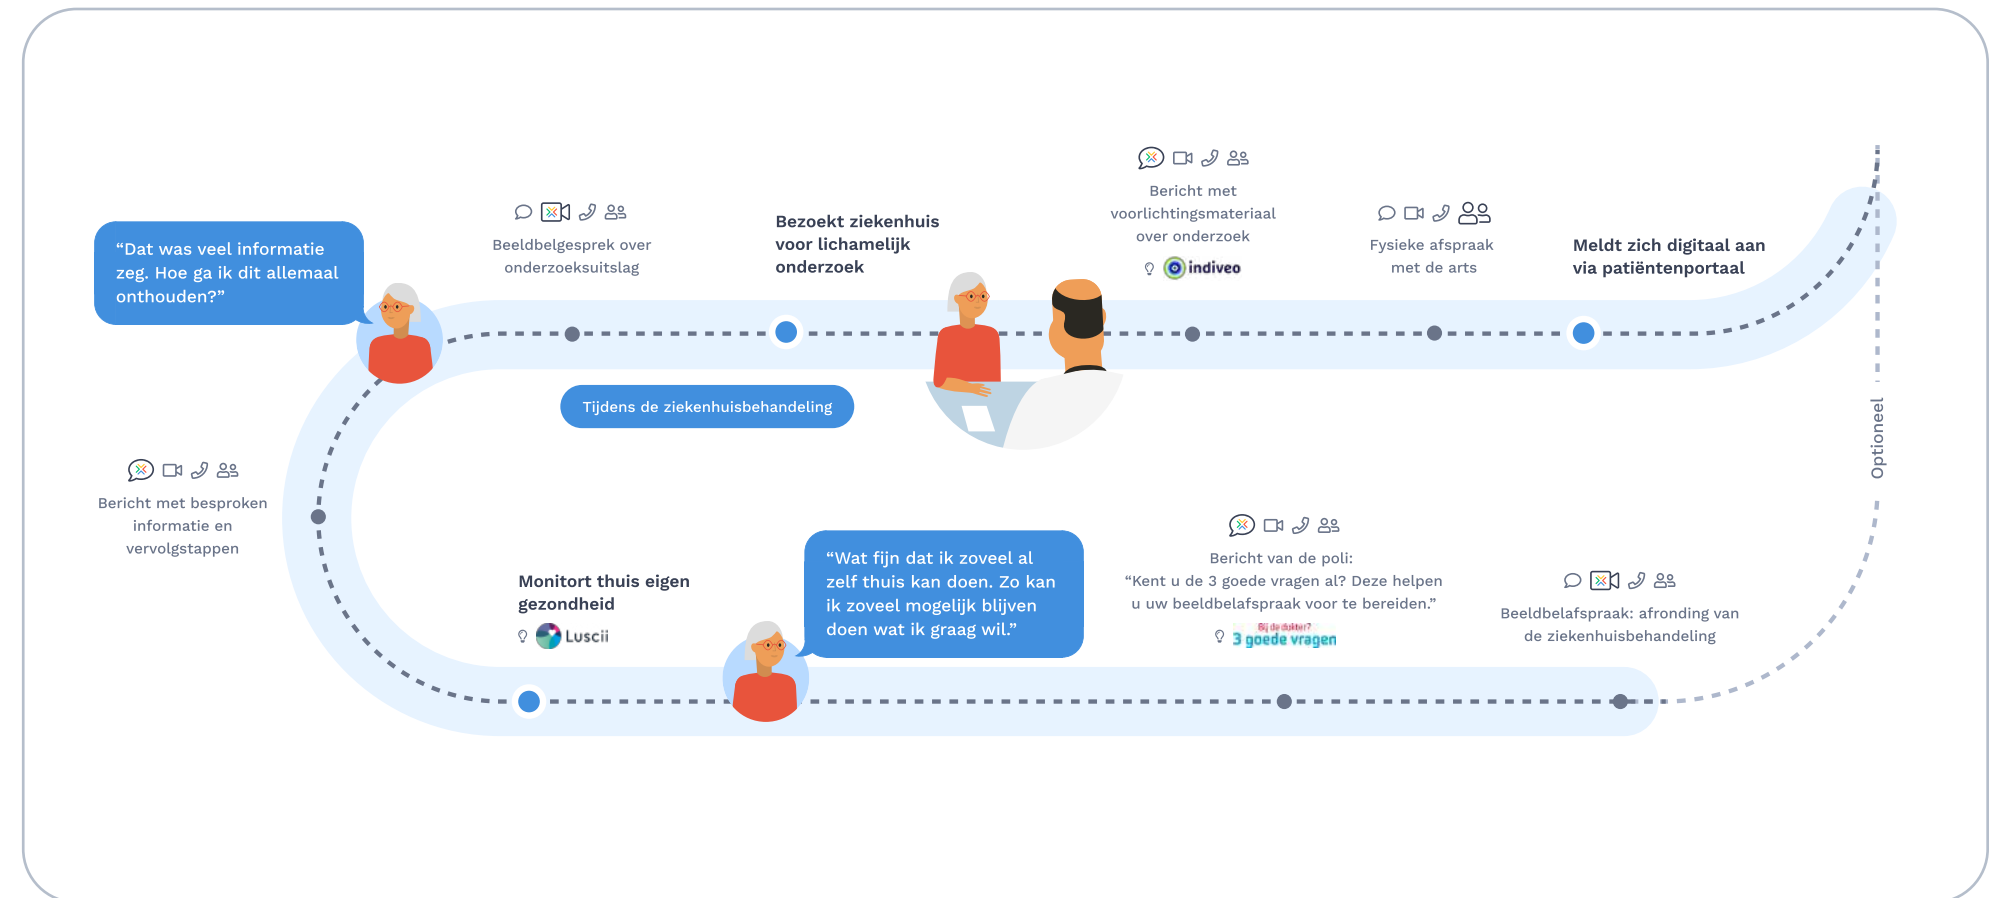 “Dat was veel informatie
zeg. Hoe ga ik dit allemaal
onthouden?”
Beeldbelgesprek over
onderzoeksuitslag
Bezoekt ziekenhuis
voor lichamelijk
onderzoek
Bericht met
voorlichtingsmateriaal
over onderzoek
indiveo
Fysieke afspraak
met de arts
Meldt zich digitaal aan
via patiëntenportaal
Tijdens de ziekenhuisbehandeling
Optioneel
Bericht met besproken
informatie en
vervolgstappen
Monitort thuis eigen
gezondheid
Luscii
“Wat fijn dat ik zoveel al
zelf thuis kan doen. Zo kan
ik zoveel mogelijk blijven
doen wat ik graag wil.”
Bericht van de poli:
“Kent u de 3 goede vragen al? Deze helpen
u uw beeldbelafspraak voor te bereiden.”
Bij de dokter?
3 goede vragen
Beeldbelafspraak: afronding van
de ziekenhuisbehandeling